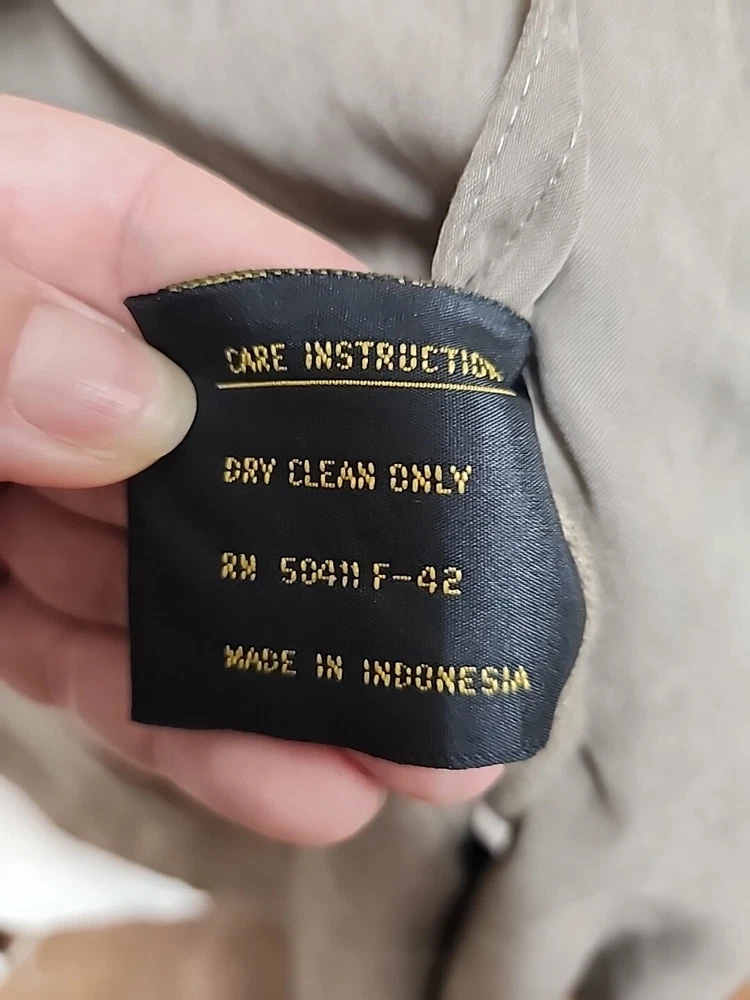 CARE INSTRUCTION
DRY CLEAN ONLY
RN 50411 F-42
MADE IN INDONESIA